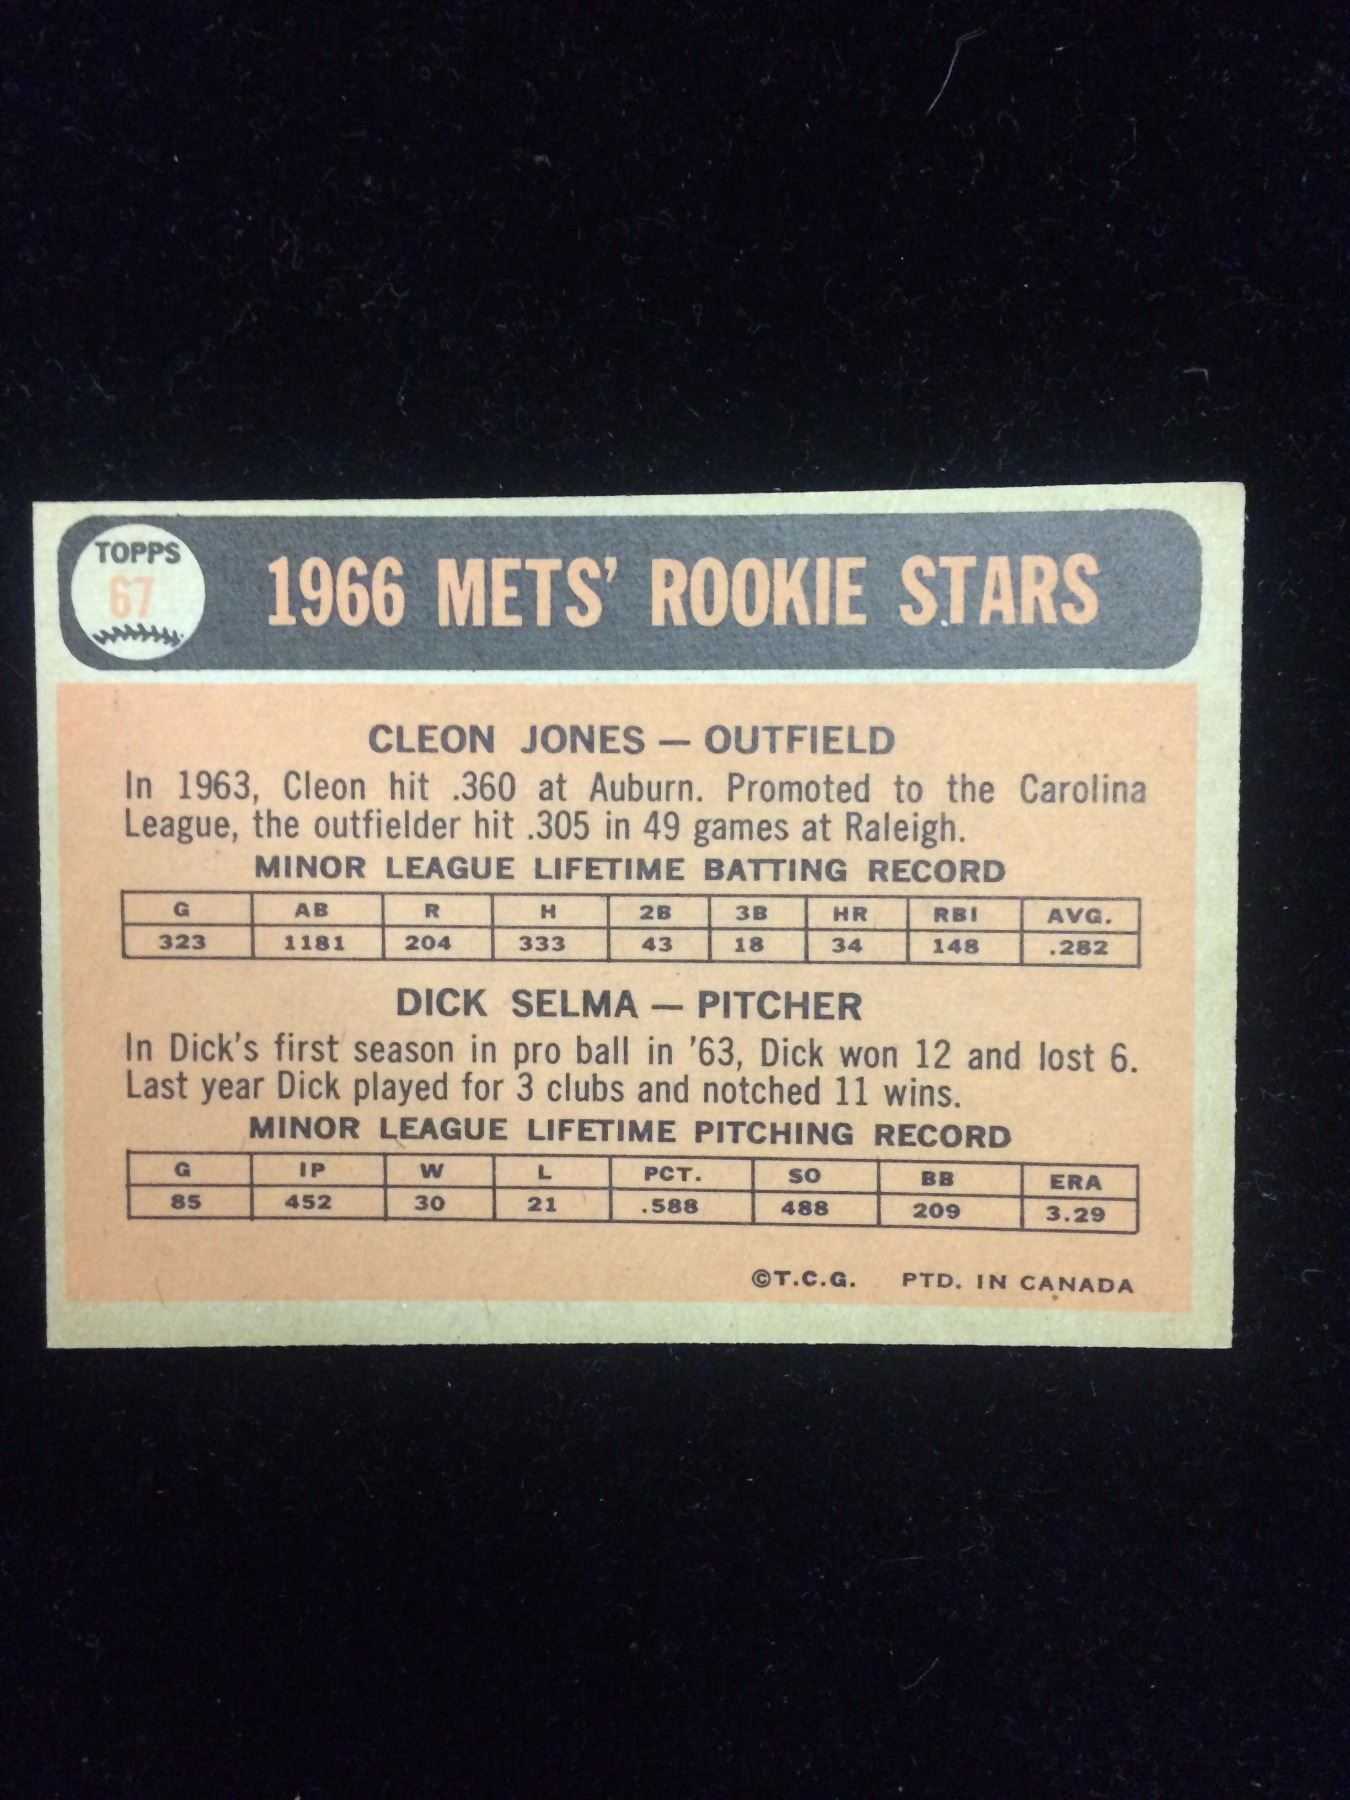 TOPPS
67
1966 METS' ROOKIE STARS
CLEON JONES — OUTFIELD
In 1963, Cleon hit .360 at Auburn. Promoted to the Carolina
League, the outfielder hit .305 in 49 games at Raleigh.
MINOR LEAGUE LIFETIME BATTING RECORD
G AB R H 2B 3B HR RBI AVG.
323 1181 204 333 43 18 34 148 .282
DICK SELMA — PITCHER
In Dick's first season in pro ball in '63, Dick won 12 and lost 6.
Last year Dick played for 3 clubs and notched 11 wins.
MINOR LEAGUE LIFETIME PITCHING RECORD
G IP W L PCT. SO BB ERA
85 452 30 21 .588 488 209 3.29
©T.C.G. PTD. IN CANADA